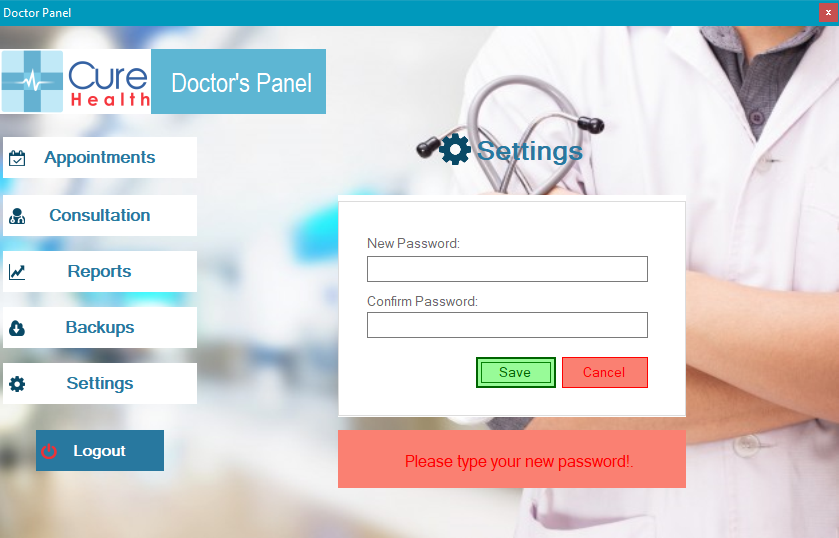 Doctor Panel
x
Cure
Health
Doctor's Panel
Appointments
Consultation
Reports
Backups
Settings
Logout
Settings
New Password:
Confirm Password:
Save
Cancel
Please type your new password!.